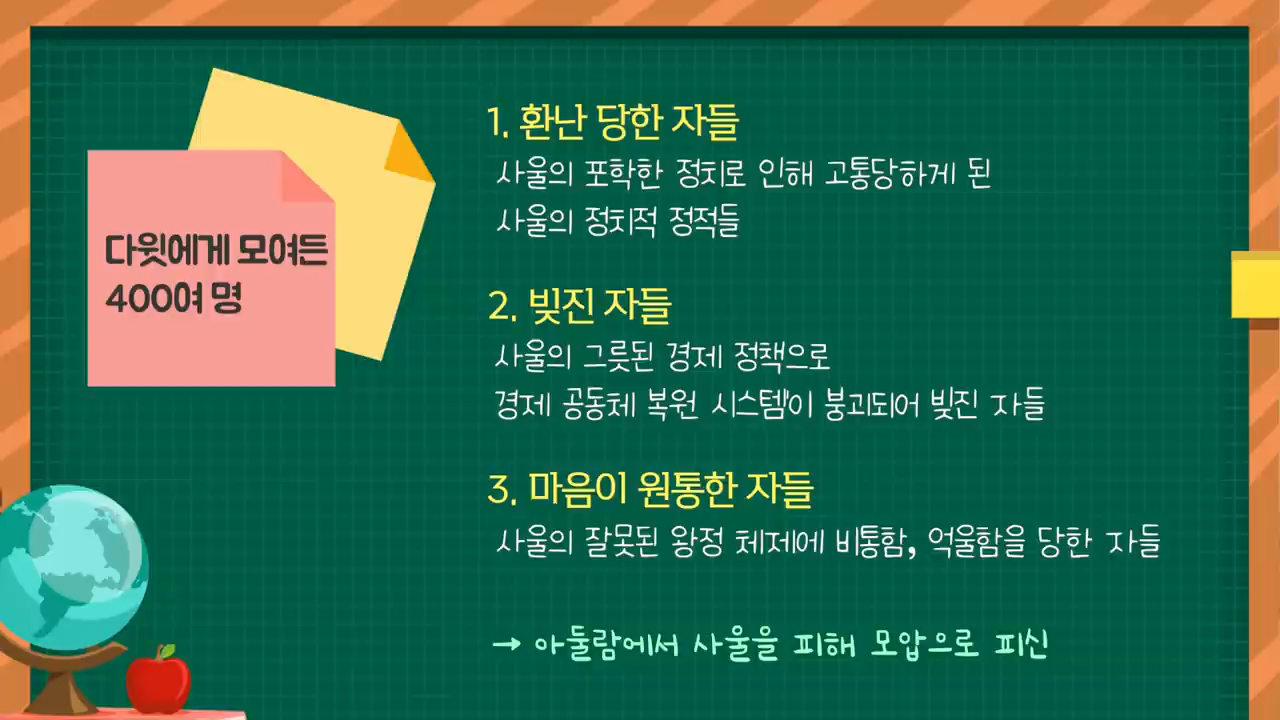 다윗에게 모여든
400여 명
1. 환난 당한 자들
사울의 포학한 정치로 인해 고통당하게 된
사울의 정치적 정적들
2. 빚진 자들
사울의 그릇된 경제 정책으로
경제 공동체 복원 시스템이 붕괴되어 빚진 자들
3. 마음이 원통한 자들
사울의 잘못된 왕정 체제에 비통함, 억울함을 당한 자들
→ 아둘람에서 사울을 피해 모압으로 피신